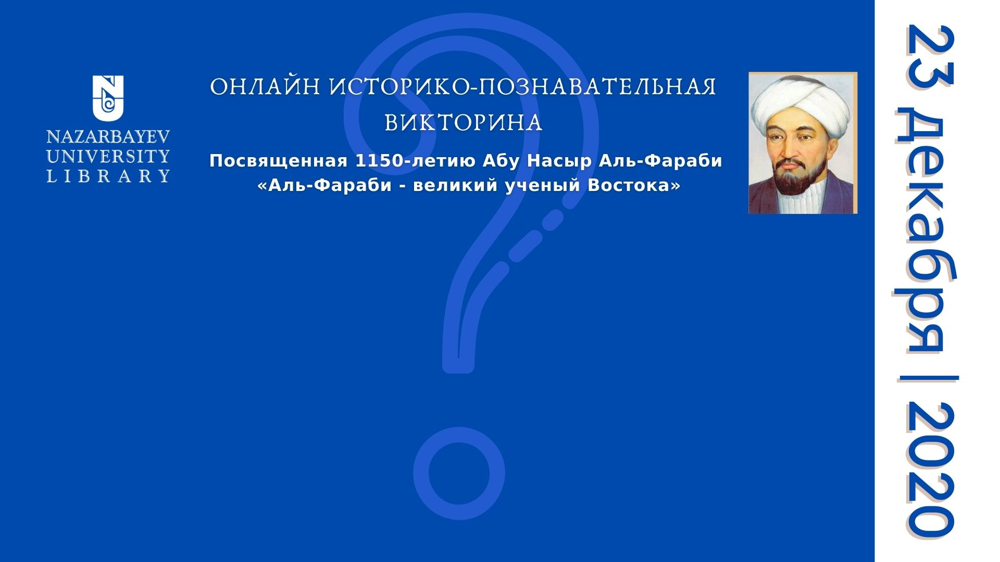 NAZARBAYEV
UNIVERSITY
LIBRARY
ОНЛАЙН ИСТОРИКО-ПОЗНАВАТЕЛЬНАЯ
ВИКТОРИНА
Посвященная 1150-летию Абу Насыр Аль-Фараби
«Аль-Фараби - великий ученый Востока»
23 декабря | 2020